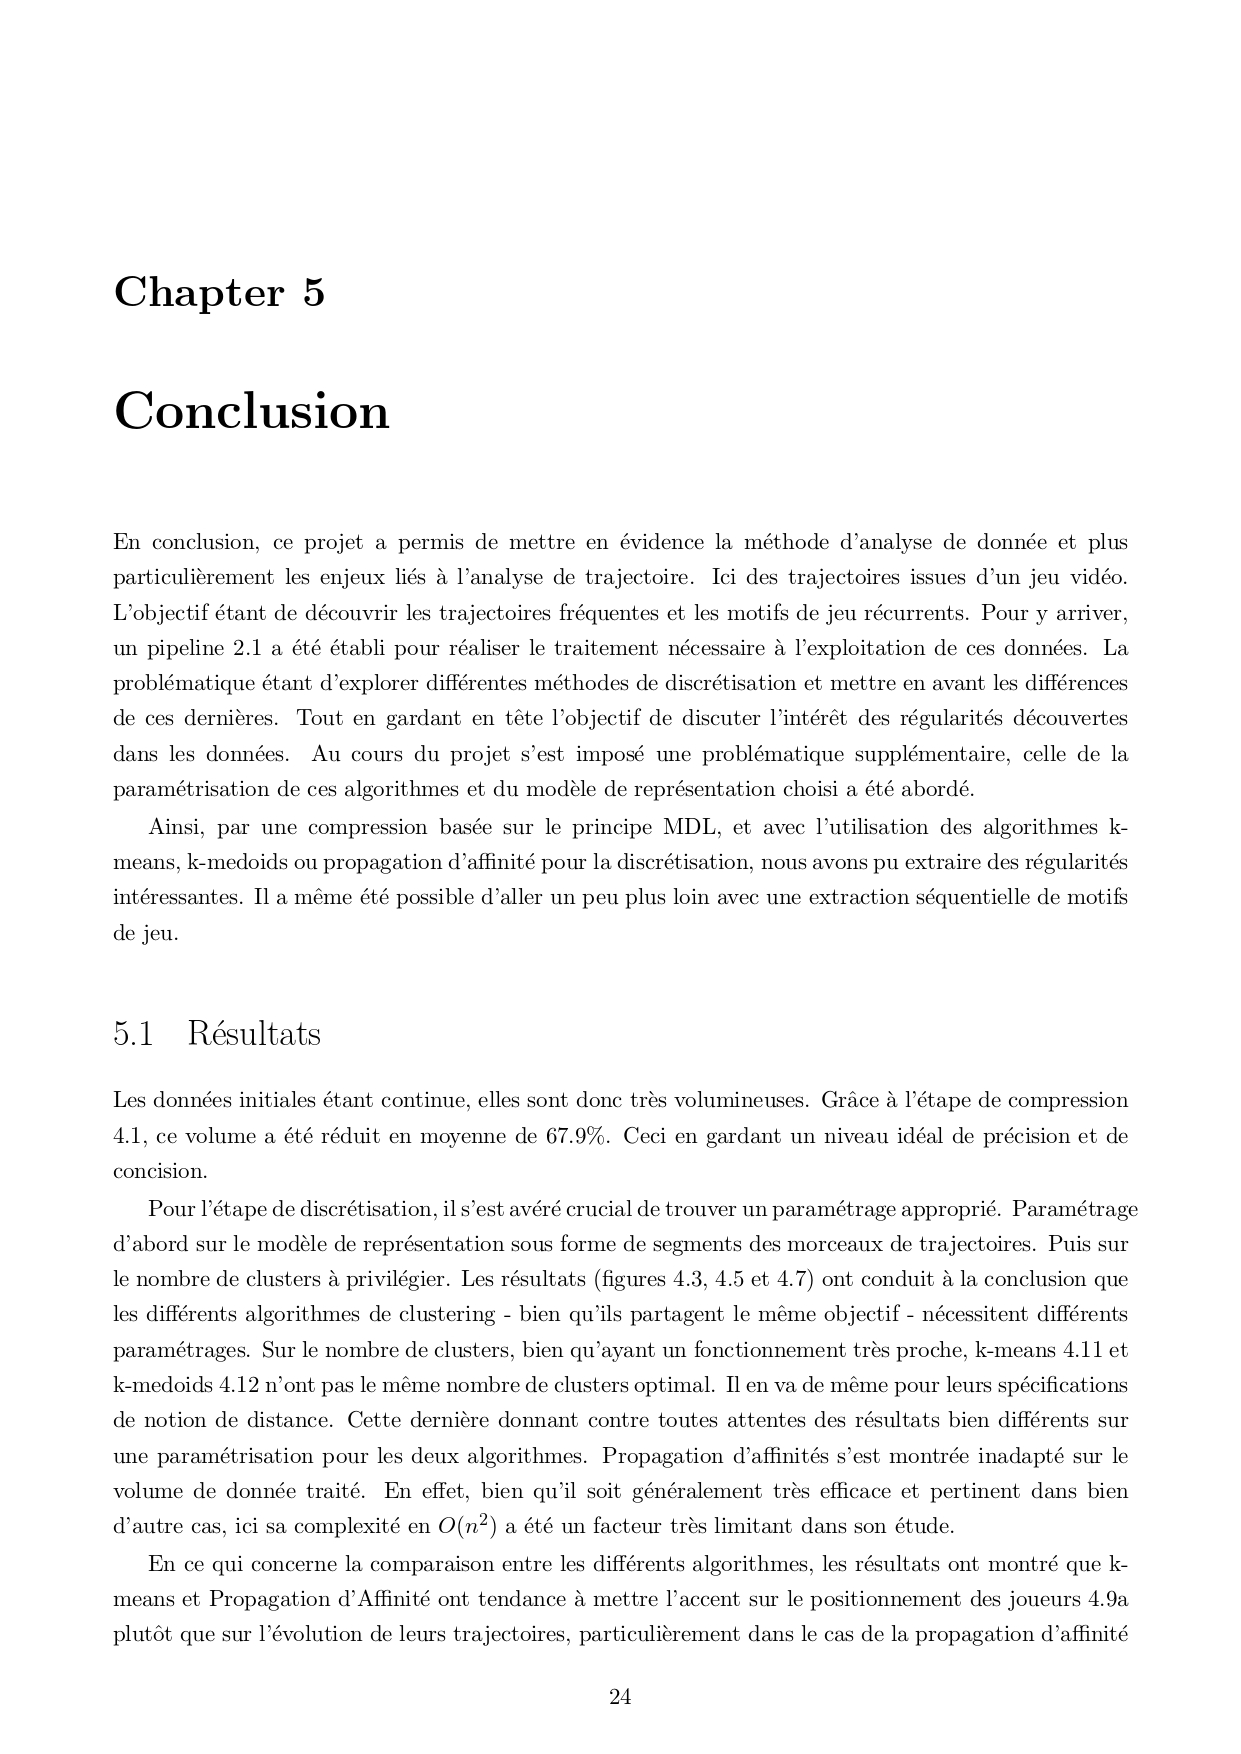 Chapter 5
Conclusion
En conclusion, ce projet a permis de mettre en évidence la méthode d'analyse de donnée et plus
particulièrement les enjeux liés à l'analyse de trajectoire. Ici des trajectoires issues d'un jeu vidéo.
L'objectif étant de découvrir les trajectoires fréquentes et les motifs de jeu récurrents. Pour y arriver,
un pipeline 2.1 a été établi pour réaliser le traitement nécessaire à l'exploitation de ces données. La
problématique étant d'explorer différentes méthodes de discrétisation et mettre en avant les différences
de ces dernières. Tout en gardant en tête l'objectif de discuter l'intérêt des régularités découvertes
dans les données. Au cours du projet s'est imposé une problématique supplémentaire, celle de la
paramétrisation de ces algorithmes et du modèle de représentation choisi a été abordé.
Ainsi, par une compression basée sur le principe MDL, et avec l'utilisation des algorithmes k-
means, k-medoids ou propagation d'affinité pour la discrétisation, nous avons pu extraire des régularités
intéressantes. Il a même été possible d'aller un peu plus loin avec une extraction séquentielle de motifs
de jeu.
5.1 Résultats
Les données initiales étant continue, elles sont donc très volumineuses. Grâce à l'étape de compression
4.1, ce volume a été réduit en moyenne de 67.9%. Ceci en gardant un niveau idéal de précision et de
concision.
Pour l'étape de discrétisation, il s'est avéré crucial de trouver un paramétrage approprié. Paramétrage
d'abord sur le modèle de représentation sous forme de segments des morceaux de trajectoires. Puis sur
le nombre de clusters à privilégier. Les résultats (figures 4.3, 4.5 et 4.7) ont conduit à la conclusion que
les différents algorithmes de clustering - bien qu'ils partagent le même objectif - nécessitent différents
paramétrages. Sur le nombre de clusters, bien qu'ayant un fonctionnement très proche, k-means 4.11 et
k-medoids 4.12 n'ont pas le même nombre de clusters optimal. Il en va de même pour leurs spécifications
de notion de distance. Cette dernière donnant contre toutes attentes des résultats bien différents sur
une paramétrisation pour les deux algorithmes. Propagation d'affinités s'est montrée inadapté sur le
volume de donnée traité. En effet, bien qu'il soit généralement très efficace et pertinent dans bien
d'autre cas, ici sa complexité en O(n²) a été un facteur très limitant dans son étude.
En ce qui concerne la comparaison entre les différents algorithmes, les résultats ont montré que k-
means et Propagation d'Affinité ont tendance à mettre l'accent sur le positionnement des joueurs 4.9a
plutôt que sur l'évolution de leurs trajectoires, particulièrement dans le cas de la propagation d'affinité
24